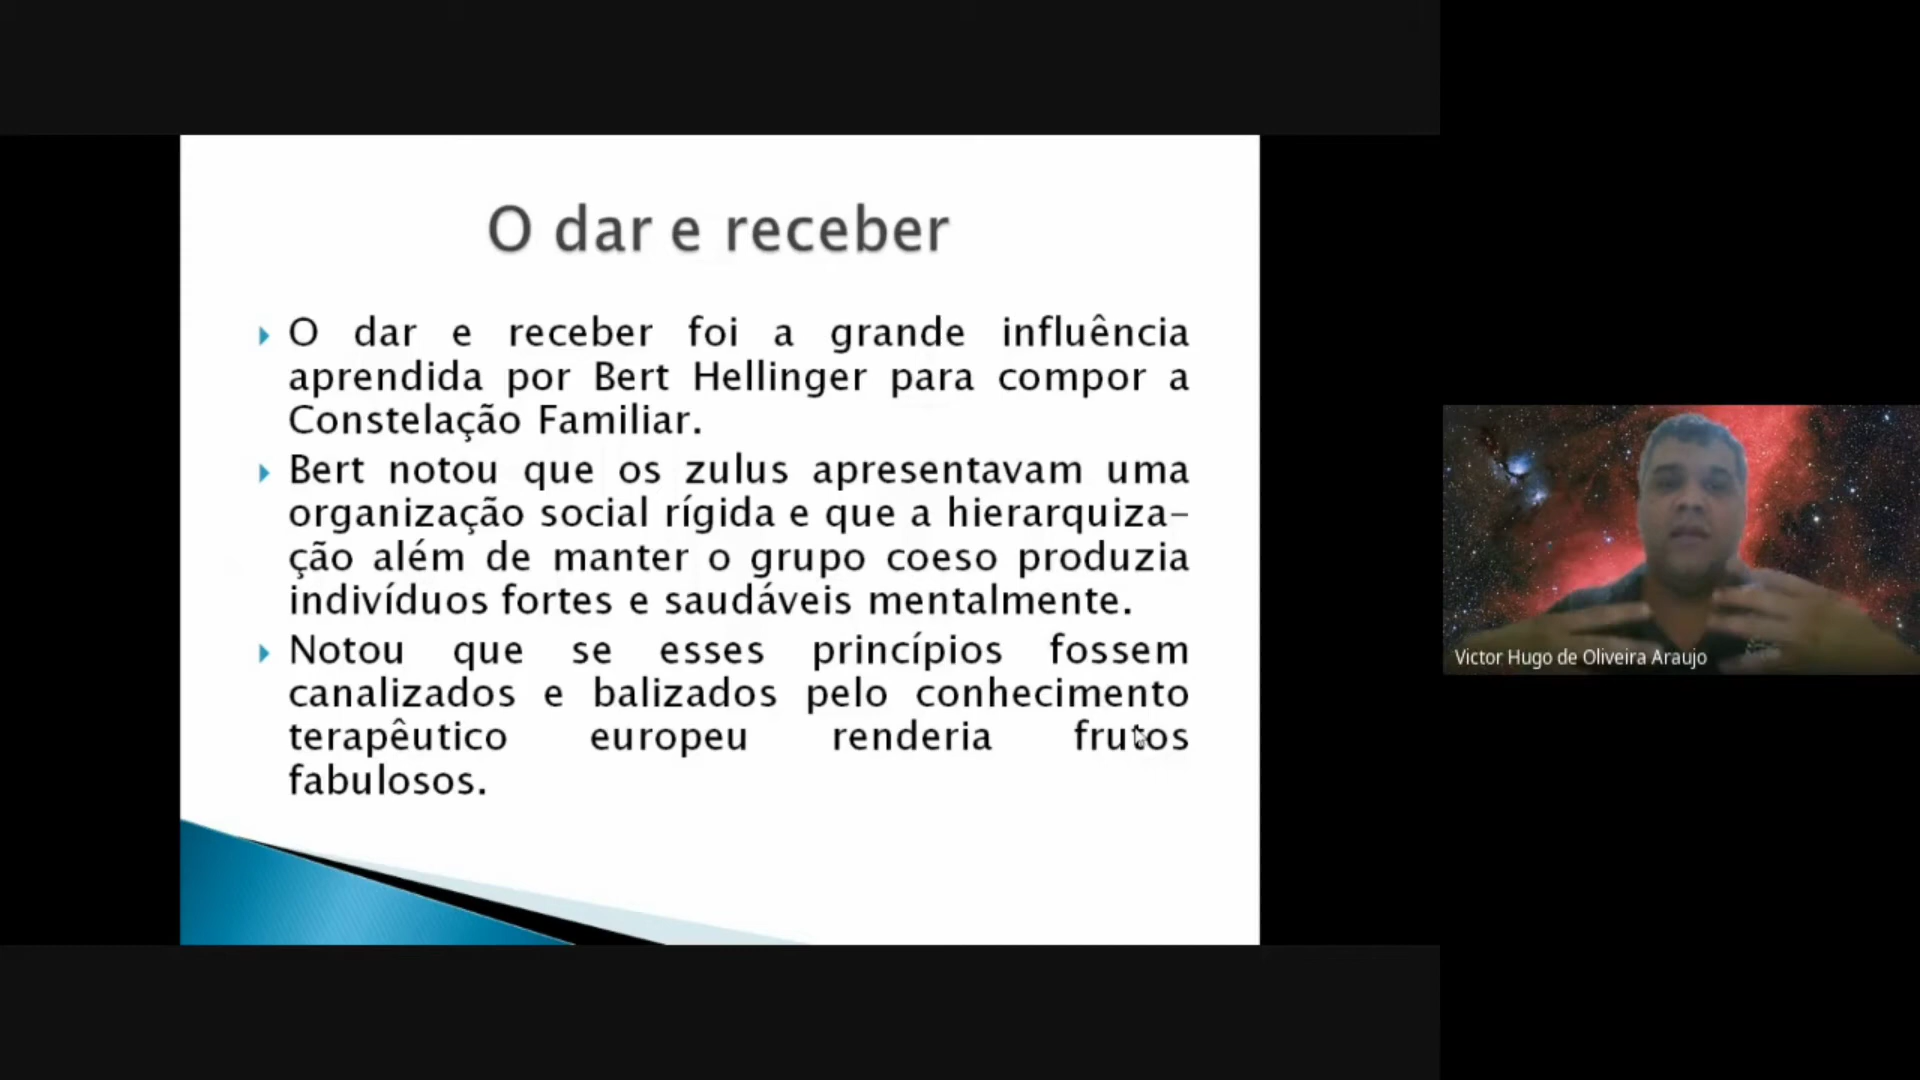 O dar e receber
O dar e receber foi a grande influência
aprendida por Bert Hellinger para compor a
Constelação Familiar.
Bert notou que os zulus apresentavam uma
organização social rígida e que a hierarquiza-
ção além de manter o grupo coeso produzia
indivíduos fortes e saudáveis mentalmente.
Notou que se esses princípios fossem
canalizados e balizados pelo conhecimento
terapêutico europeu renderia frutos
fabulosos.
Victor Hugo de Oliveira Araujo